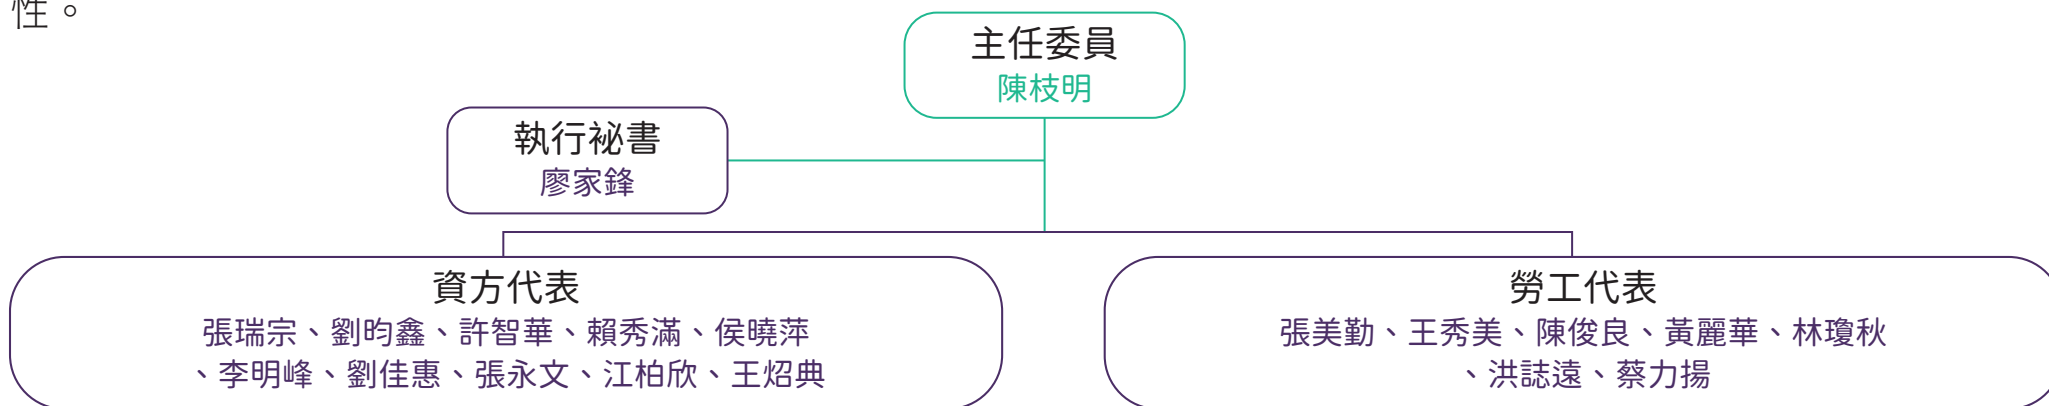 性。
主任委員
陳枝明
執行祕書
廖家鋒
資方代表
張瑞宗、劉昀鑫、許智華、賴秀滿、侯曉萍
、李明峰、劉佳惠、張永文、江柏欣、王炤典
勞工代表
張美勤、王秀美、陳俊良、黃麗華、林瓊秋
、洪誌遠、蔡力揚